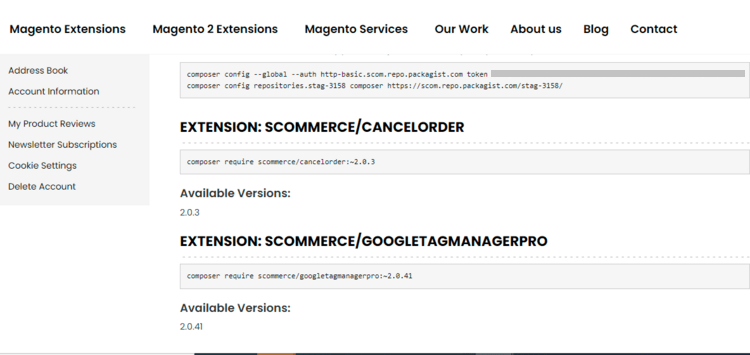 Magento Extensions Magento 2 Extensions Magento Services Our Work About us Blog Contact
Address Book
Account Information
My Product Reviews
Newsletter Subscriptions
Cookie Settings
Delete Account
composer config --global --auth http-basic.scom.repo.packagist.com token
composer config repositories.stag-3158 composer https://scom.repo.packagist.com/stag-3158/
EXTENSION: SCOMMERCE/CANCELORDER
composer require scommerce/cancelorder:~2.0.3
Available Versions:
2.0.3
EXTENSION: SCOMMERCE/GOOGLETAGMANAGERPRO
composer require scommerce/googletagmanagerpro:~2.0.41
Available Versions:
2.0.41